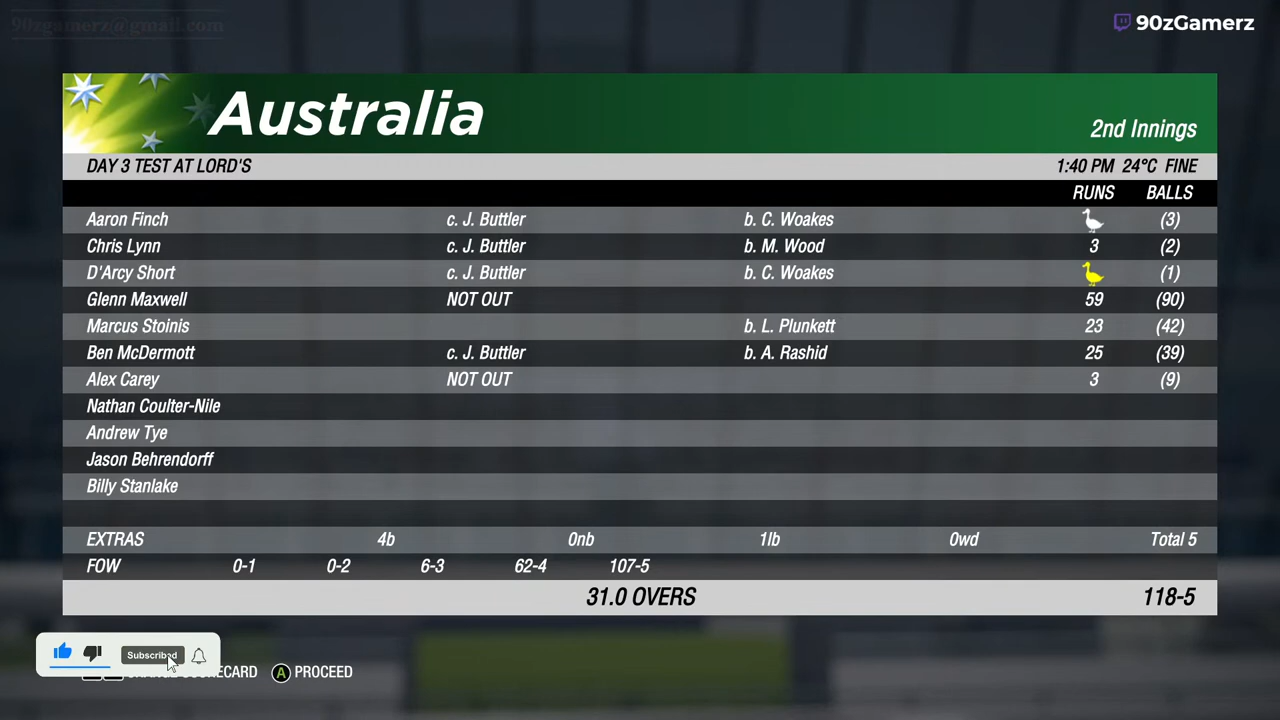 90zgamerz@gmail.com
90zGamerz
Australia
2nd Innings
DAY 3 TEST AT LORD'S 1:40 PM 24°C FINE
RUNS BALLS
Aaron Finch c. J. Buttler b. C. Woakes (3)
Chris Lynn c. J. Buttler b. M. Wood 3 (2)
D'Arcy Short c. J. Buttler b. C. Woakes (1)
Glenn Maxwell NOT OUT 59 (90)
Marcus Stoinis b. L. Plunkett 23 (42)
Ben McDermott c. J. Buttler b. A. Rashid 25 (39)
Alex Carey NOT OUT 3 (9)
Nathan Coulter-Nile
Andrew Tye
Jason Behrendorff
Billy Stanlake
EXTRAS 4b 0nb 1lb 0wd Total 5
FOW 0-1 0-2 6-3 62-4 107-5
31.0 OVERS 118-5
Subscribed
SCORECARD A PROCEED